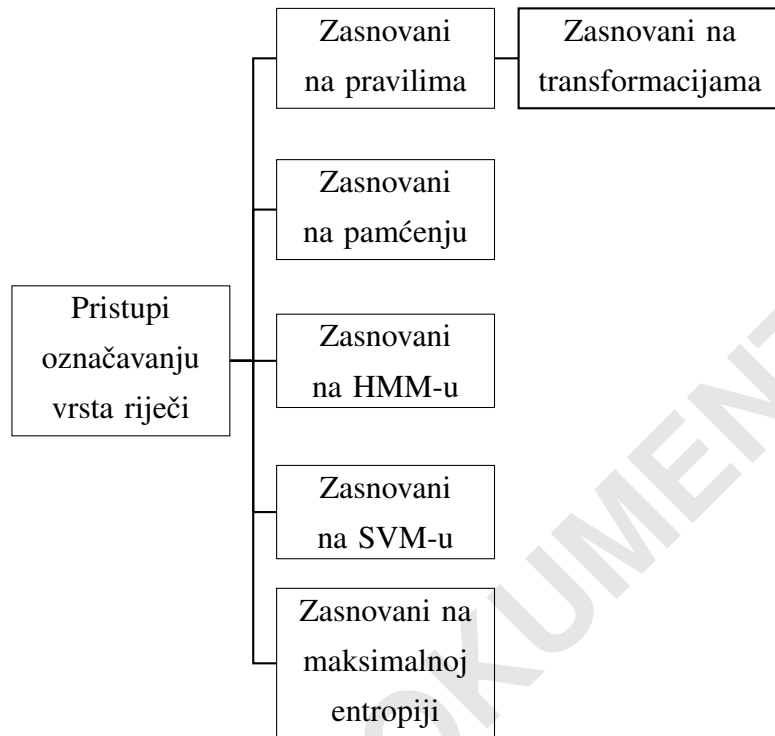 Zasnovani
na pravilima
Zasnovani na
transformacijama
Zasnovani
na pamćenju
Pristupi
označavanju
vrsta riječi
Zasnovani
na HMM-u
Zasnovani
na SVM-u
Zasnovani na
maksimalnoj
entropiji
OKUMENT